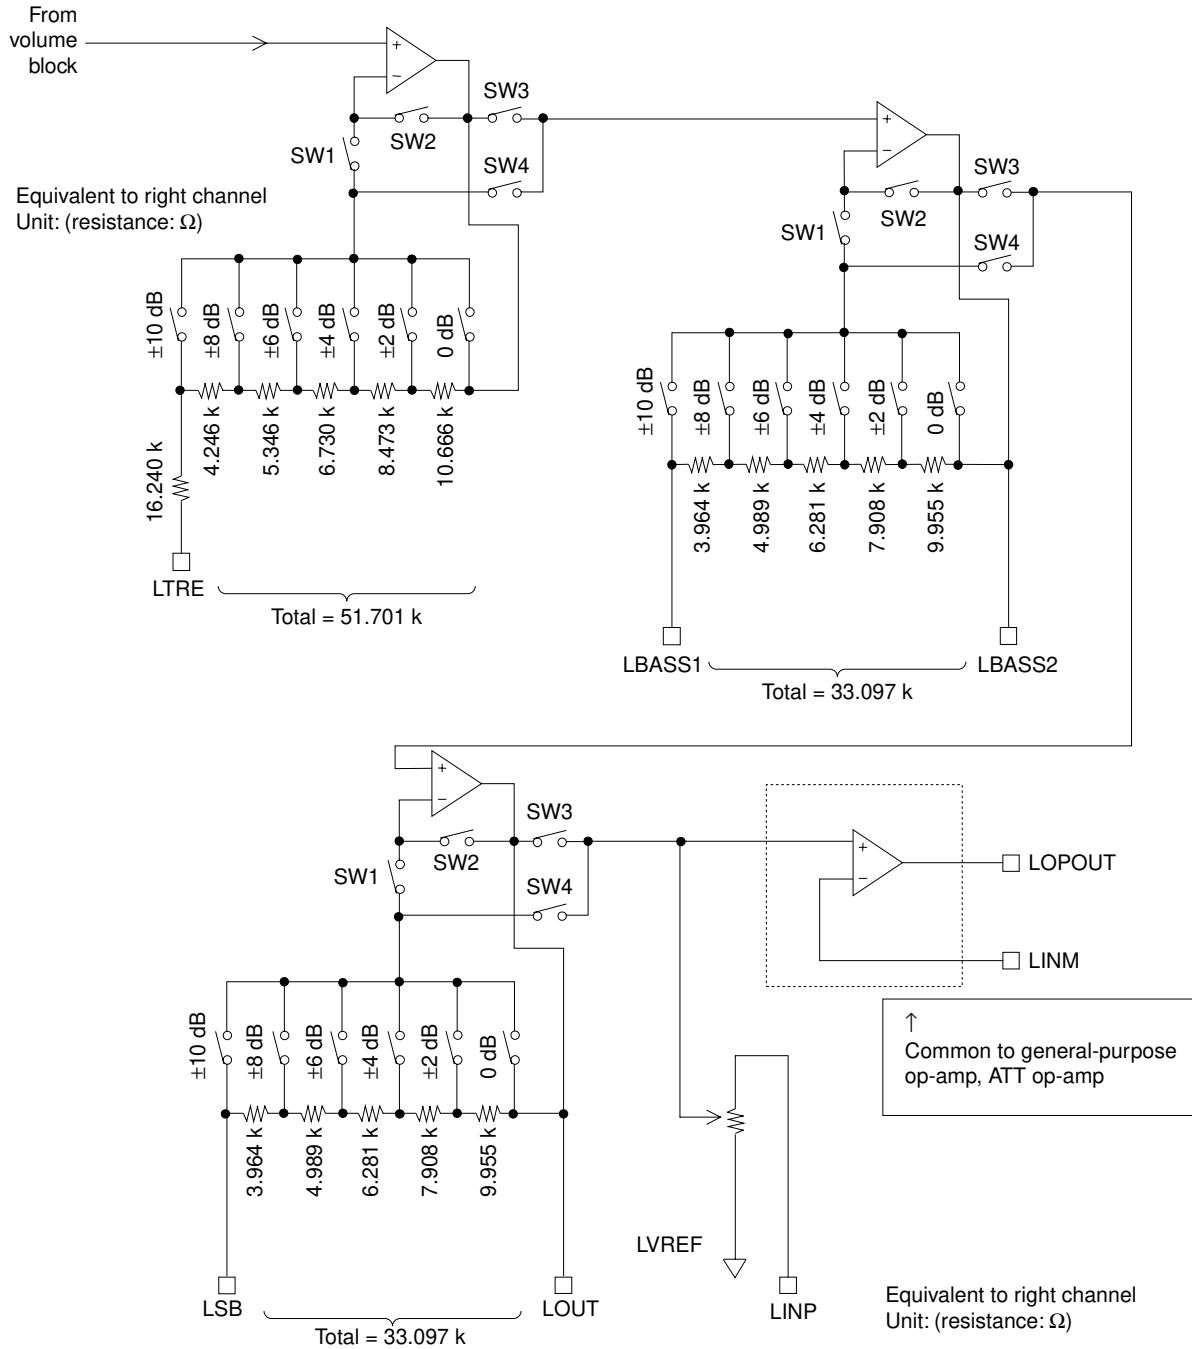 From
volume
block
+
−
SW3
SW2
SW1
SW4
Equivalent to right channel
Unit: (resistance: Ω)
±10 dB
±8 dB
±6 dB
±4 dB
±2 dB
0 dB
4.246 k
5.346 k
6.730 k
8.473 k
10.666 k
16.240 k
LTRE
Total = 51.701 k
+
−
SW3
SW2
SW1
SW4
±10 dB
±8 dB
±6 dB
±4 dB
±2 dB
0 dB
3.964 k
4.989 k
6.281 k
7.908 k
9.955 k
LBASS1
LBASS2
Total = 33.097 k
+
−
SW3
SW2
SW1
SW4
±10 dB
±8 dB
±6 dB
±4 dB
±2 dB
0 dB
3.964 k
4.989 k
6.281 k
7.908 k
9.955 k
LSB
LOUT
Total = 33.097 k
+
−
LOPOUT
LINM
↑
Common to general-purpose
op-amp, ATT op-amp
LVREF
LINP
Equivalent to right channel
Unit: (resistance: Ω)